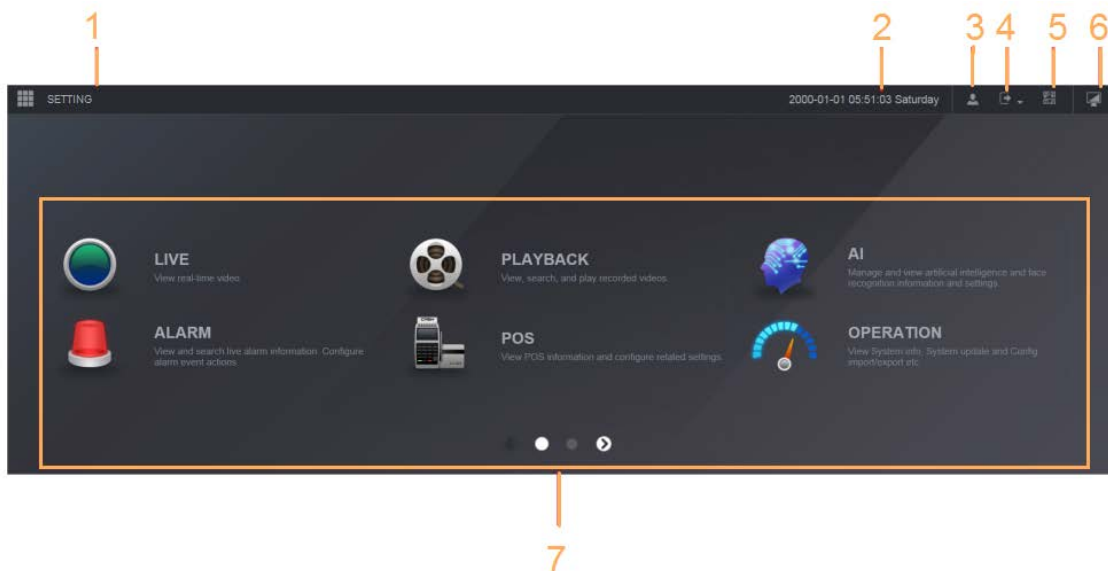 1 2 3 4 5 6
SETTING 2000-01-01 05:51:03 Saturday
LIVE
View real-time video.
PLAYBACK
View, search, and play recorded videos.
AI
Manage and view artificial intelligence and face
recognition information and settings.
ALARM
View and search live alarm information. Configure
alarm event actions
POS
View POS information and configure related settings.
OPERATION
View System info, System update and Config
import/export etc
7